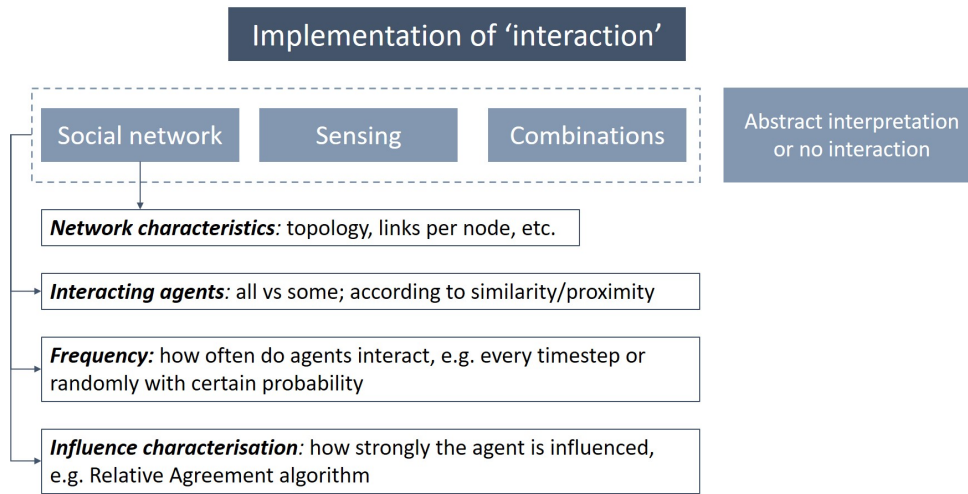 Implementation of ‘interaction’
Social network
Sensing
Combinations
Abstract interpretation
or no interaction
Network characteristics: topology, links per node, etc.
Interacting agents: all vs some; according to similarity/proximity
Frequency: how often do agents interact, e.g. every timestep or
randomly with certain probability
Influence characterisation: how strongly the agent is influenced,
e.g. Relative Agreement algorithm